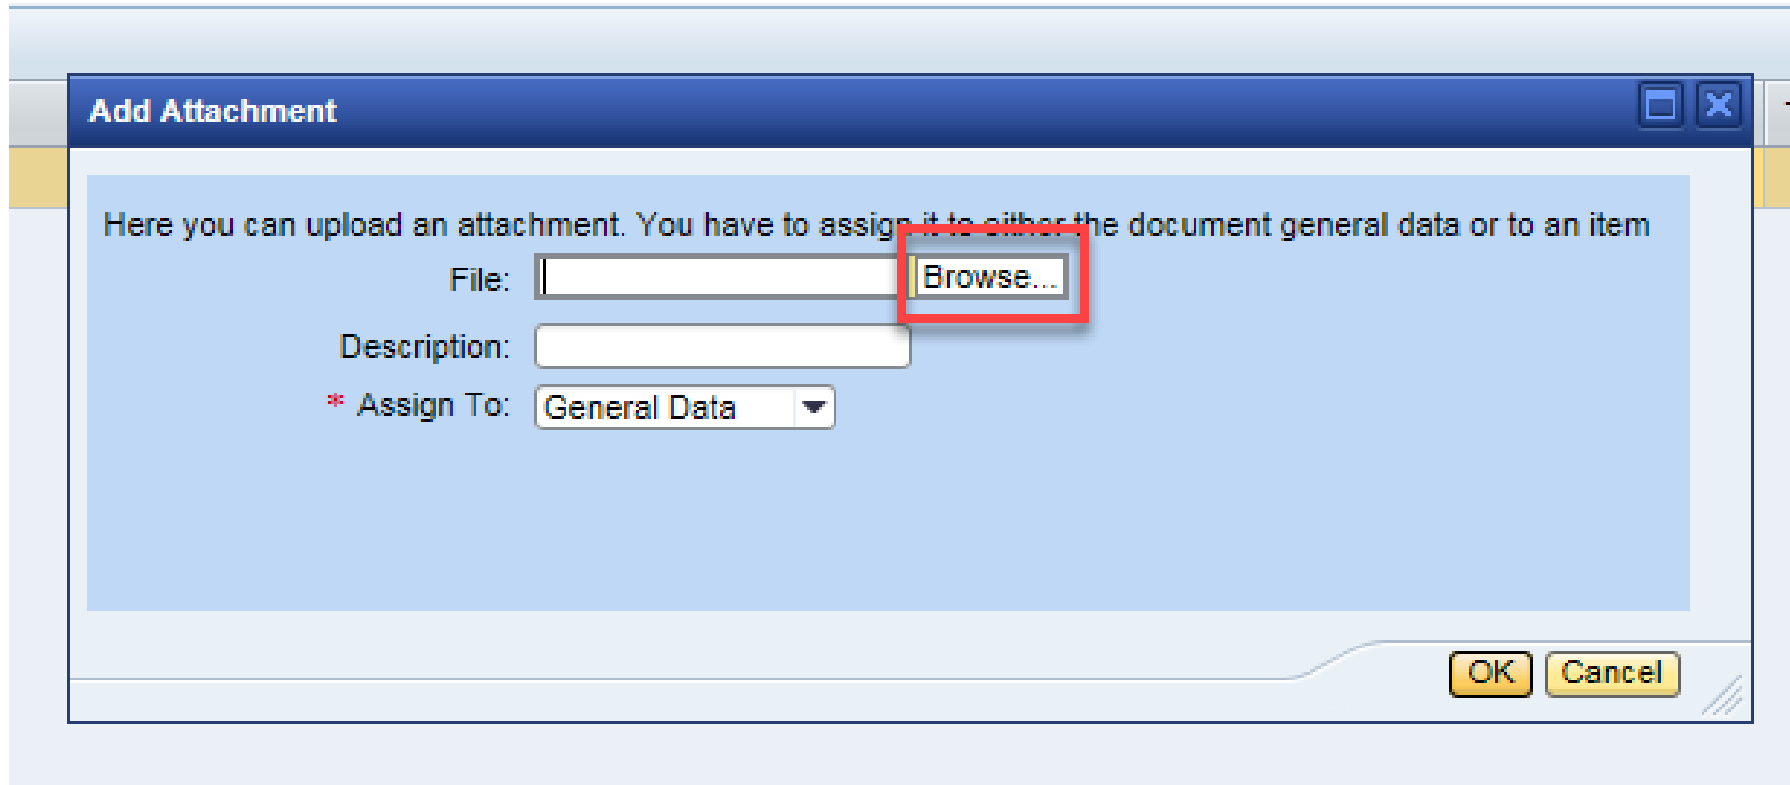 Add Attachment
Here you can upload an attachment. You have to assign it to either the document general data or to an item
File: Browse...
Description:
* Assign To: General Data
OK Cancel